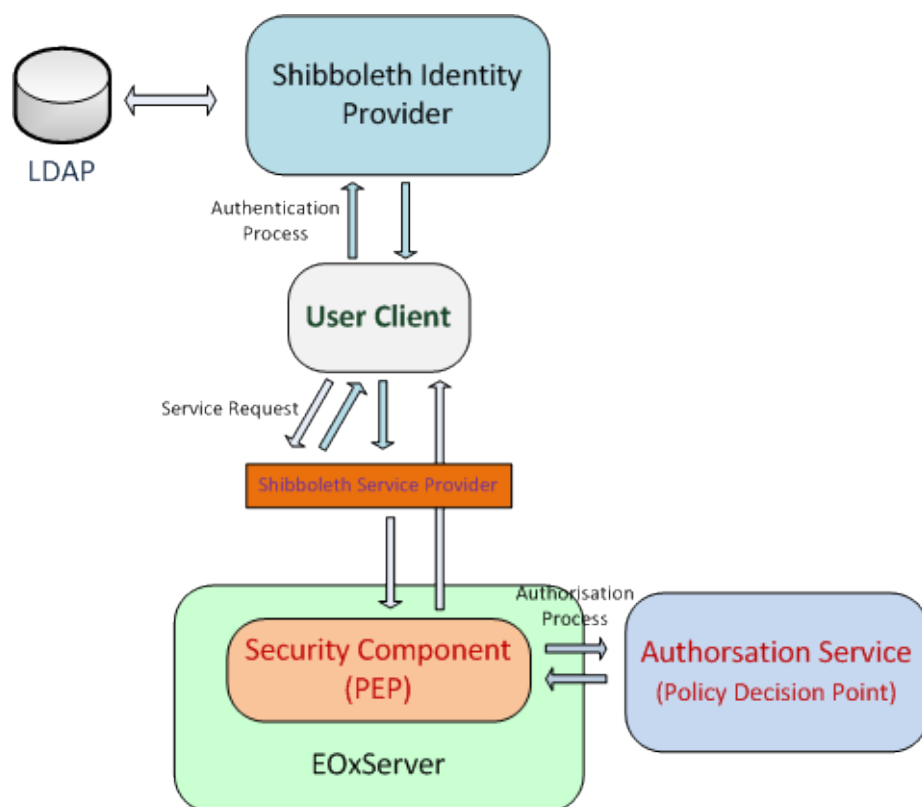 Shibboleth Identity
Provider
LDAP
Authentication
Process
User Client
Service Request
Shibboleth Service Provider
Authorisation
Process
Security Component
(PEP)
Authorsation Service
(Policy Decision Point)
EOxServer